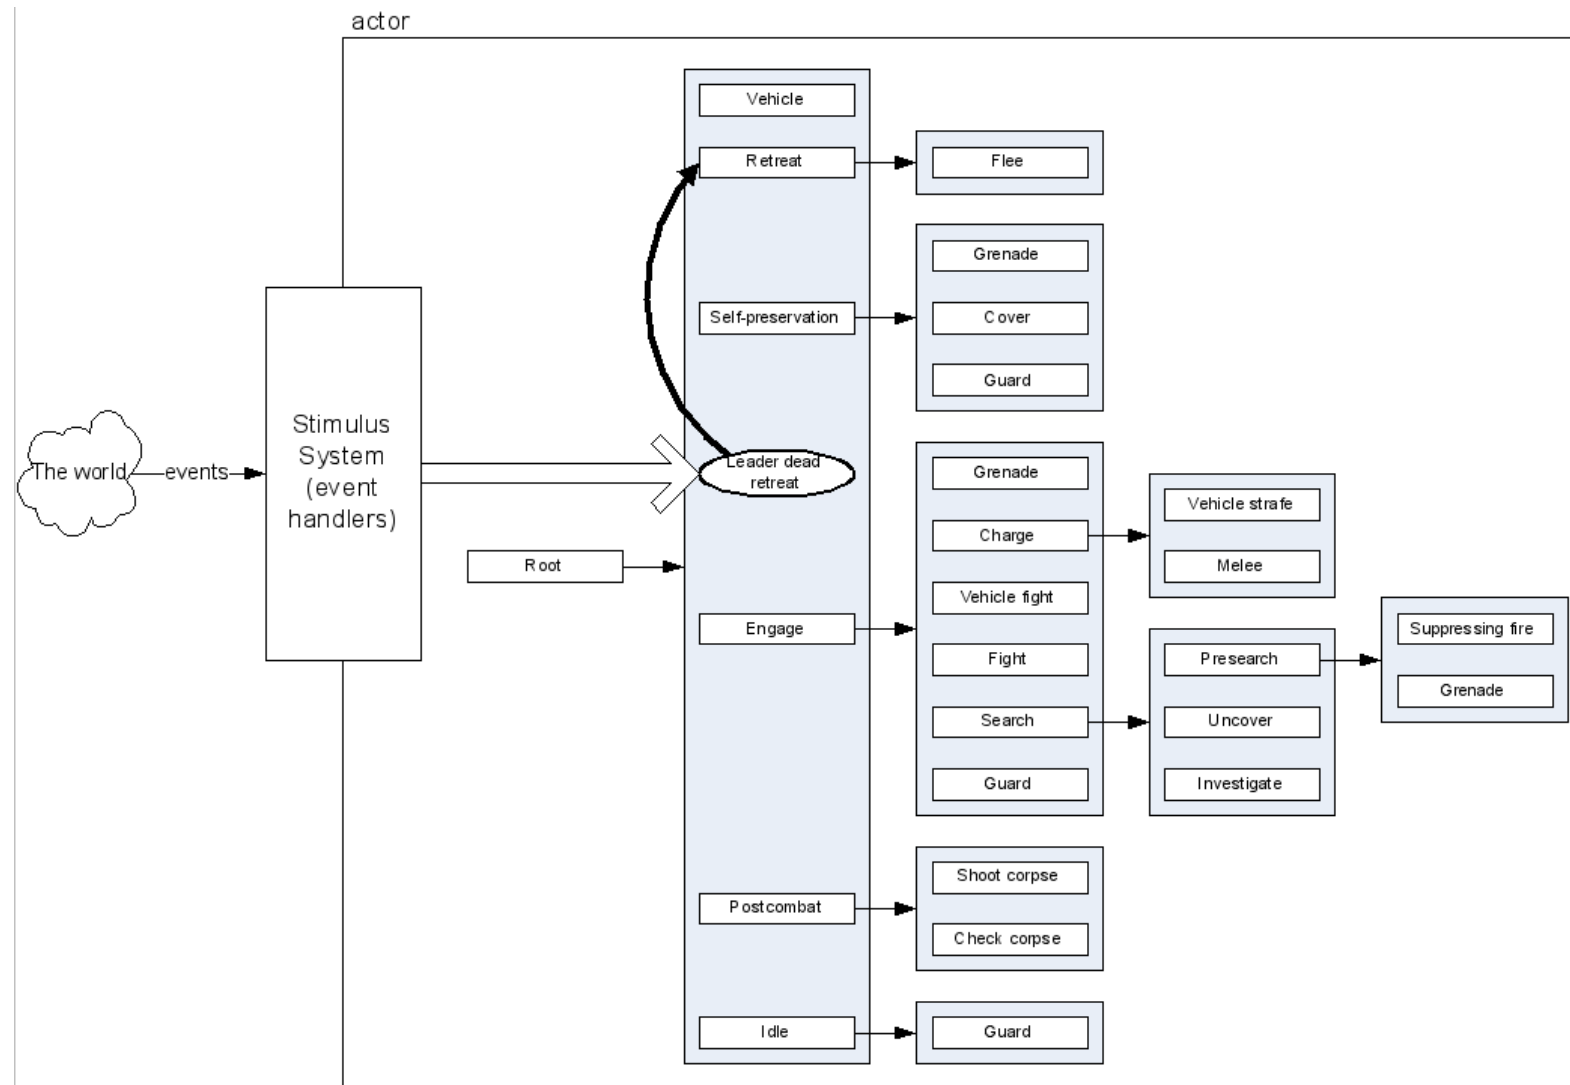 actor
Vehicle
Retreat
Flee
Grenade
Self-preservation
Cover
Guard
Stimulus
System
(event
handlers)
The world
events
Leader dead
retreat
Root
Grenade
Charge
Vehicle strafe
Melee
Vehicle fight
Engage
Fight
Search
Guard
Presearch
Uncover
Investigate
Suppressing fire
Grenade
Postcombat
Shoot corpse
Check corpse
Idle
Guard